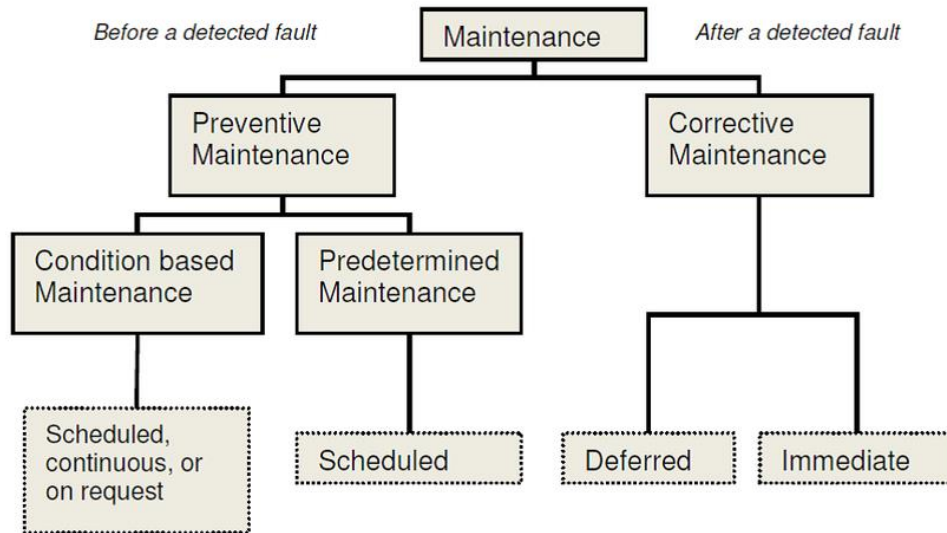 Before a detected fault
Maintenance
After a detected fault
Preventive
Maintenance
Corrective
Maintenance
Condition based
Maintenance
Predetermined
Maintenance
Scheduled,
continuous, or
on request
Scheduled
Deferred
Immediate